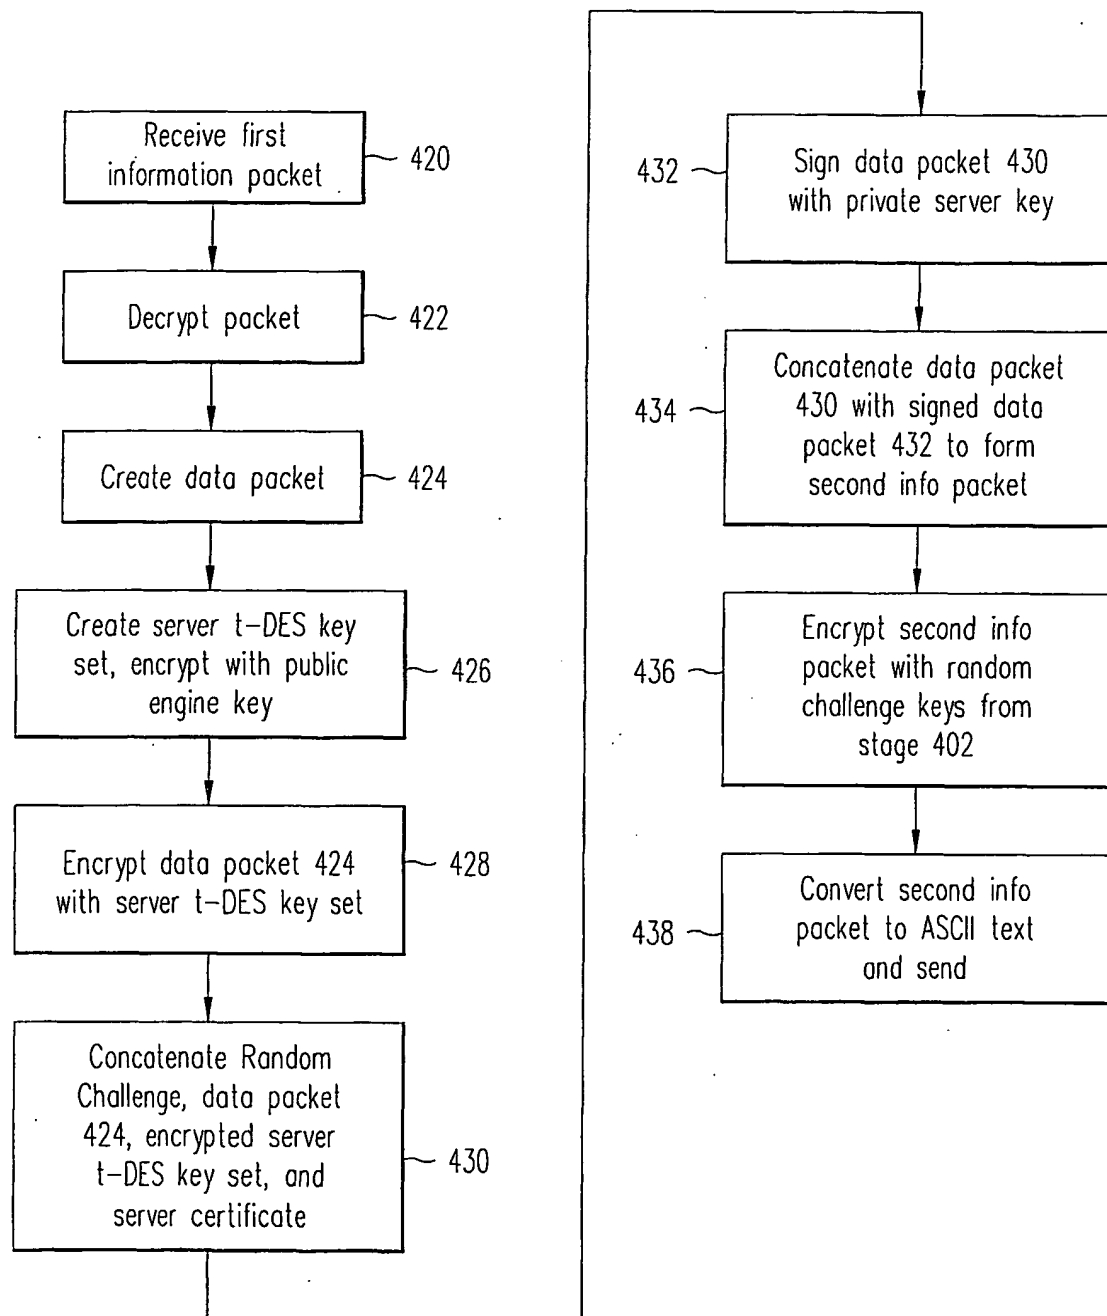 Receive first
information packet
420
Decrypt packet
422
Create data packet
424
Create server t-DES key
set, encrypt with public
engine key
426
Encrypt data packet 424
with server t-DES key set
428
Concatenate Random
Challenge, data packet
424, encrypted server
t-DES key set, and
server certificate
430
432
Sign data packet 430
with private server key
434
Concatenate data packet
430 with signed data
packet 432 to form
second info packet
436
Encrypt second info
packet with random
challenge keys from
stage 402
438
Convert second info
packet to ASCII text
and send